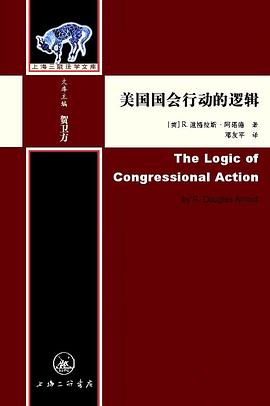 上海三联法学文库
文库主编
贺卫方
美国国会行动的逻辑
[美] R. 道格拉斯·阿诺德 著
邓友平 译
The Logic of
Congressional Action
by R. Douglas Arnold
上海三联书店